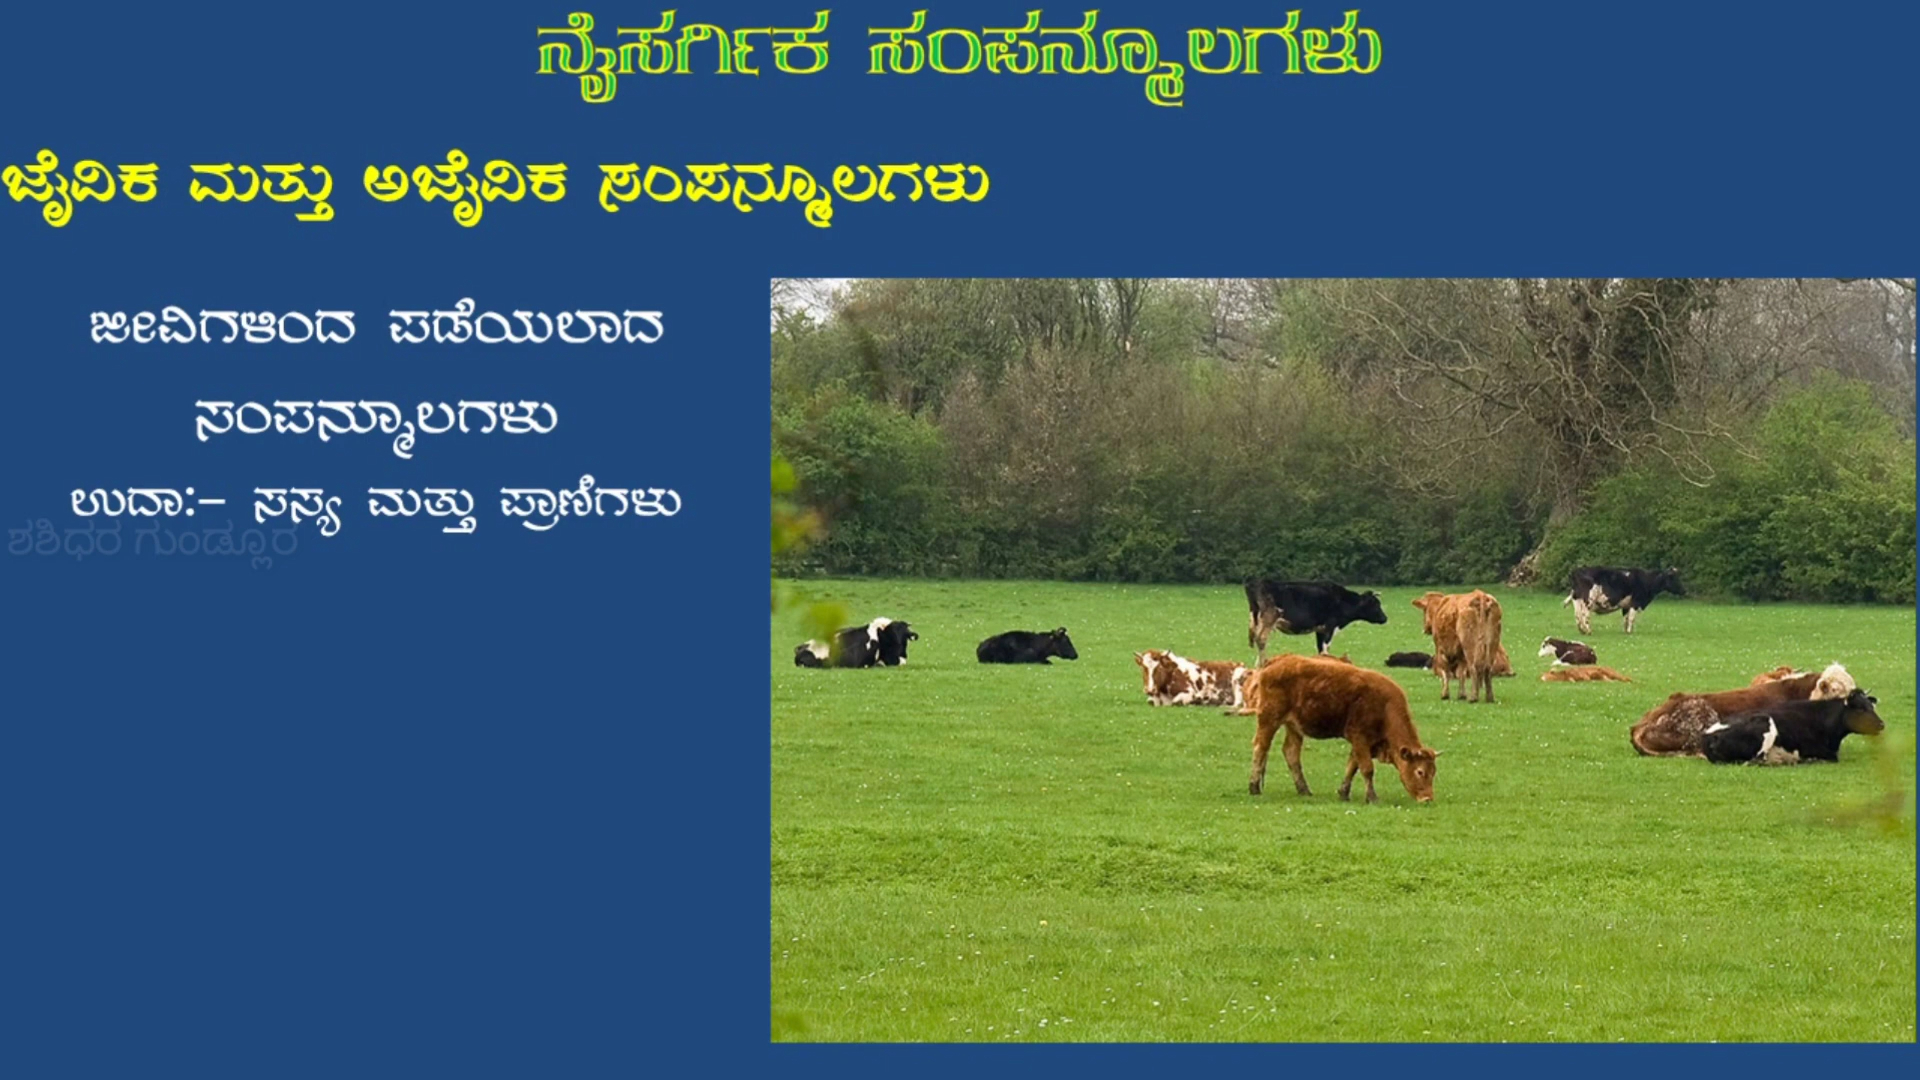 ನೈಸರ್ಗಿಕ ಸಂಪನ್ಮೂಲಗಳು
ಜೈವಿಕ ಮತ್ತು ಅಜೈವಿಕ ಸಂಪನ್ಮೂಲಗಳು
ಜೀವಿಗಳಿಂದ ಪಡೆಯಲಾದ
ಸಂಪನ್ಮೂಲಗಳು
ಉದಾ:– ಸಸ್ಯ ಮತ್ತು ಪ್ರಾಣಿಗಳು
ಶಶಿಧರ ಗುಂಡ್ಲೂರ